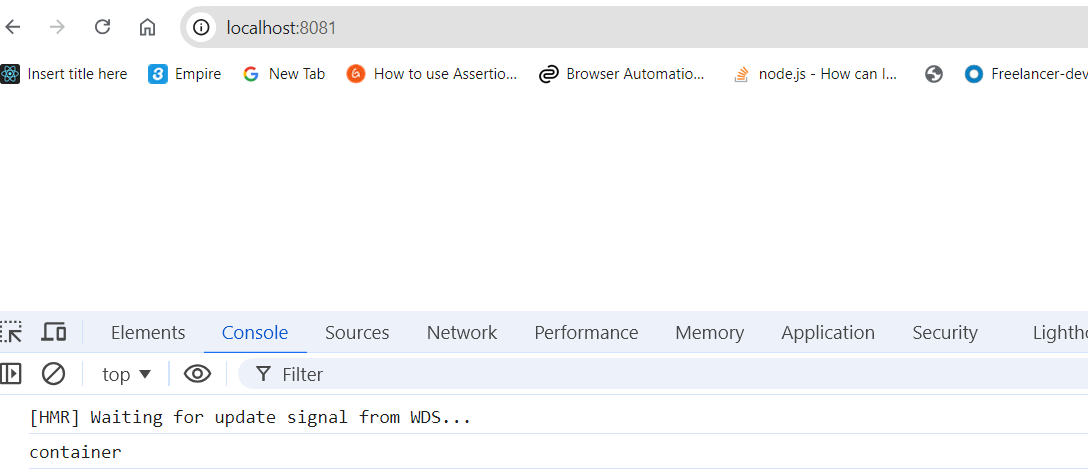 localhost:8081
Insert title here Empire New Tab How to use Assertio... Browser Automatio... node.js - How can I... Freelancer-dev
Elements Console Sources Network Performance Memory Application Security Lightho
top Filter
[HMR] Waiting for update signal from WDS...
container